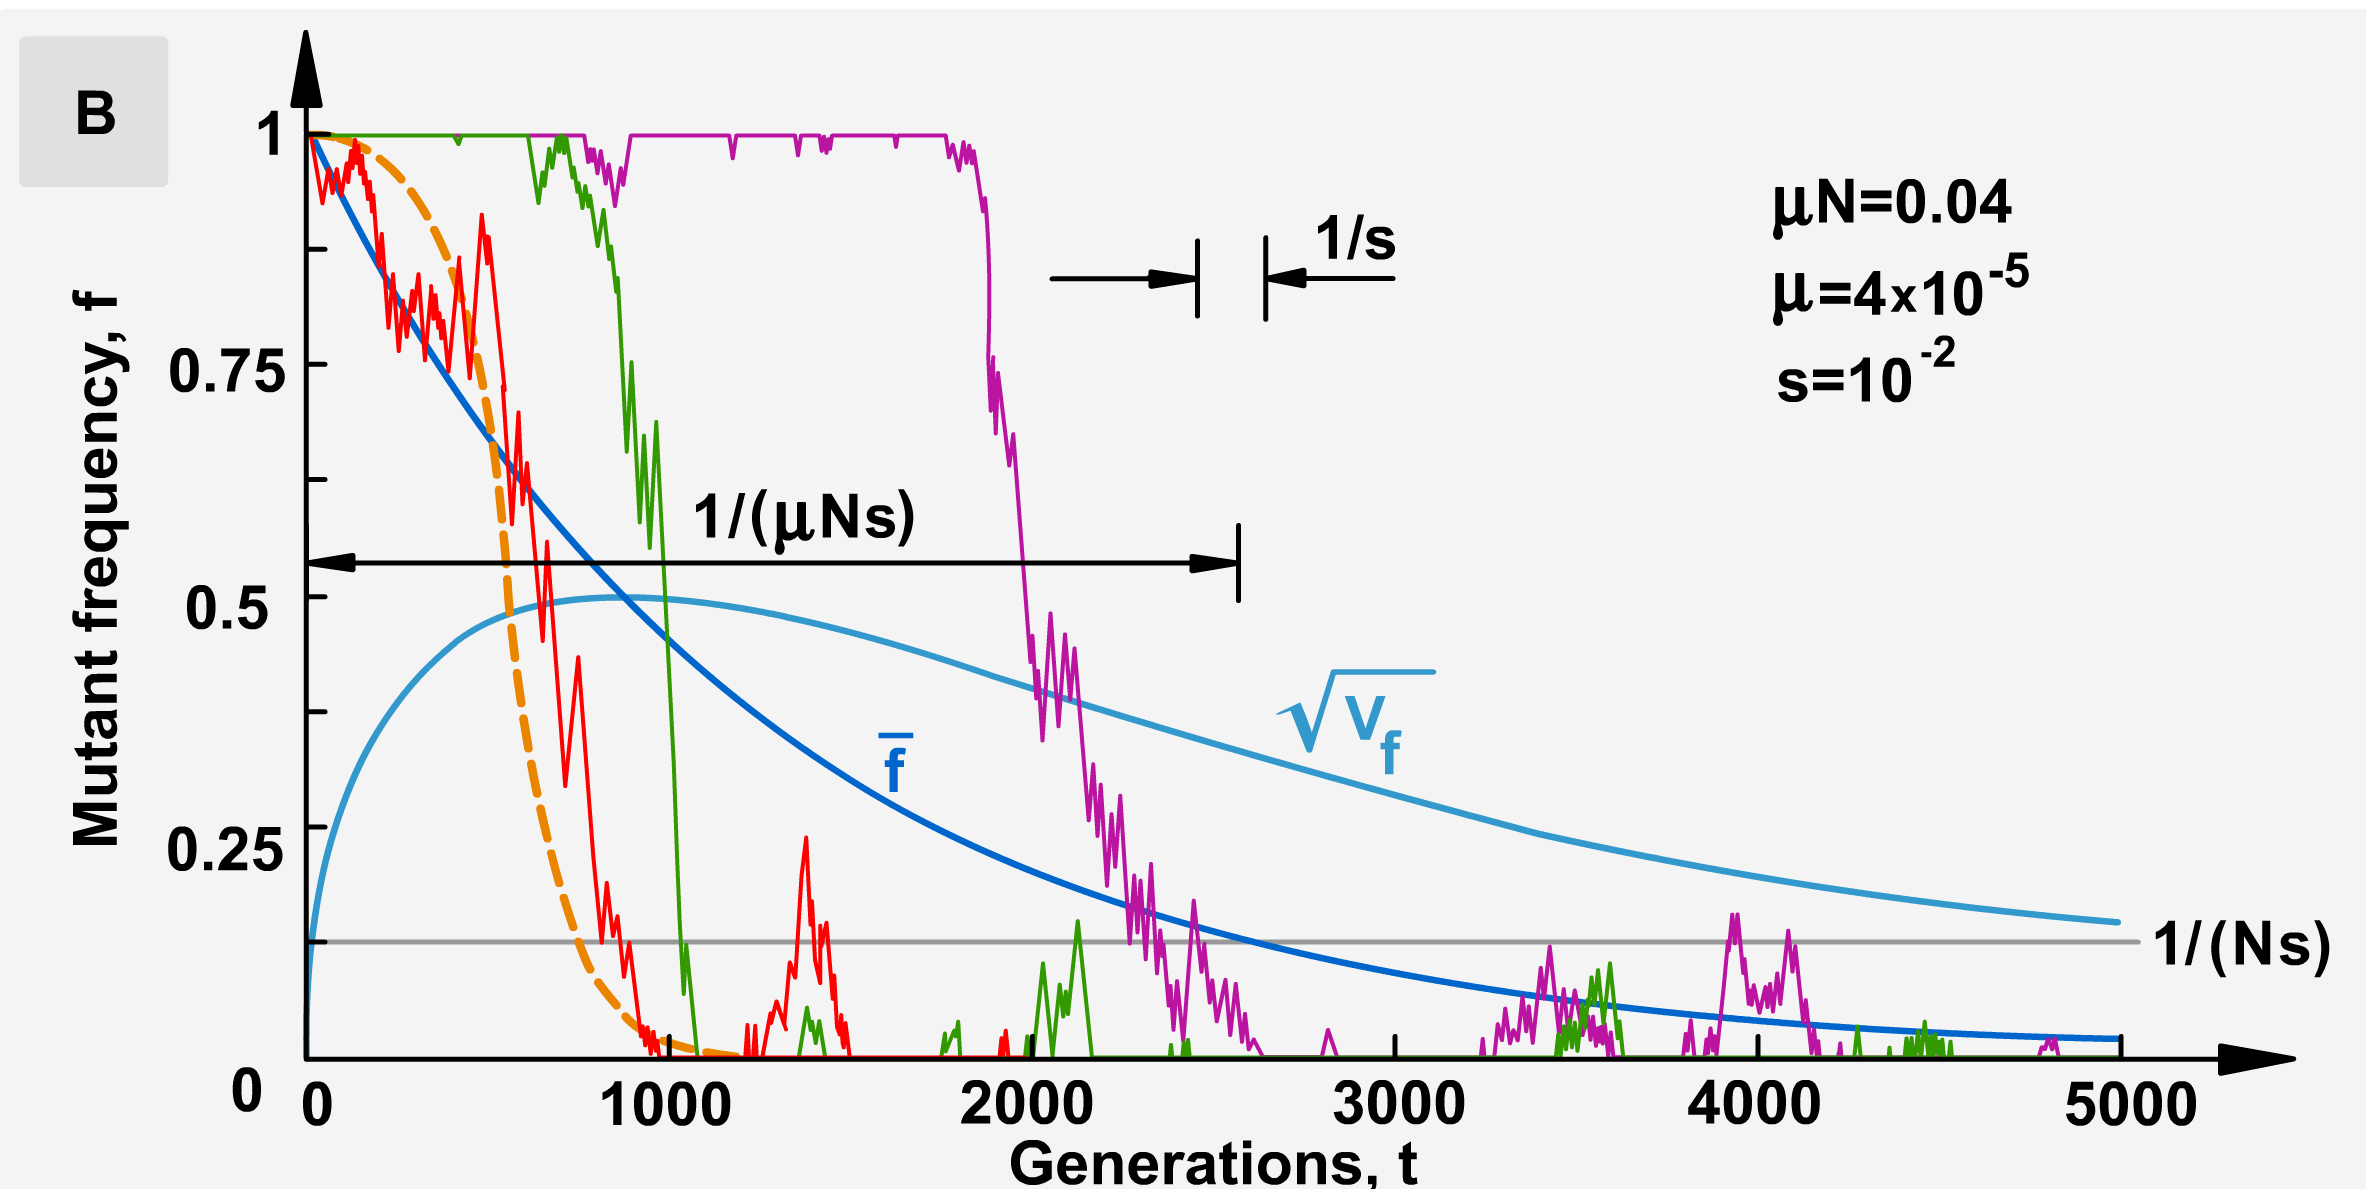 B
1
0.75
0.5
0.25
0
Mutant frequency, f
1/s
μN=0.04
μ=4x10⁻⁵
s=10⁻²
1/(μNs)
f̅
√V_f
1/(Ns)
0 1000 2000 3000 4000 5000
Generations, t